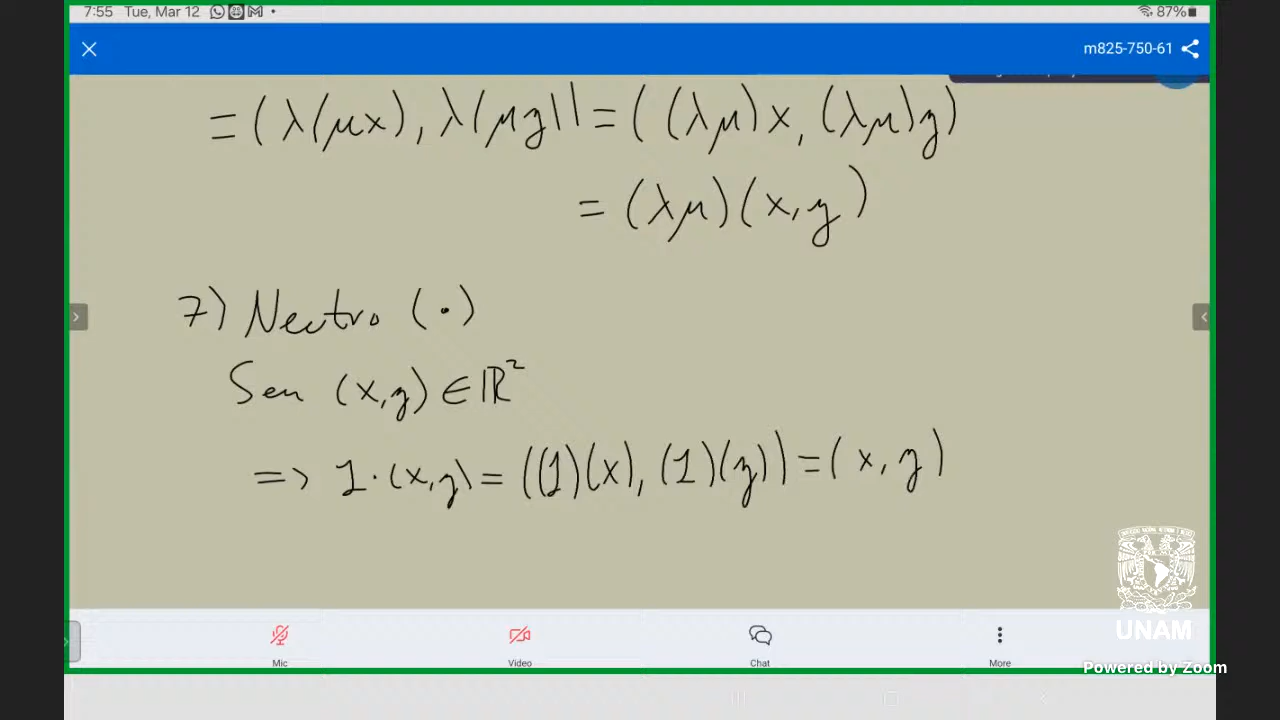 7:55 Tue, Mar 12
87%
m825-750-61
= (λ(μx), λ(μy)) = ((λμ)x, (λμ)y)
= (λμ)(x, y)
7) Neutro (·)
Sea (x, y) ∈ ℝ²
=> 1·(x, y) = ((1)(x), (1)(y)) = (x, y)
Mic
Video
Chat
More
UNAM
Powered by Zoom